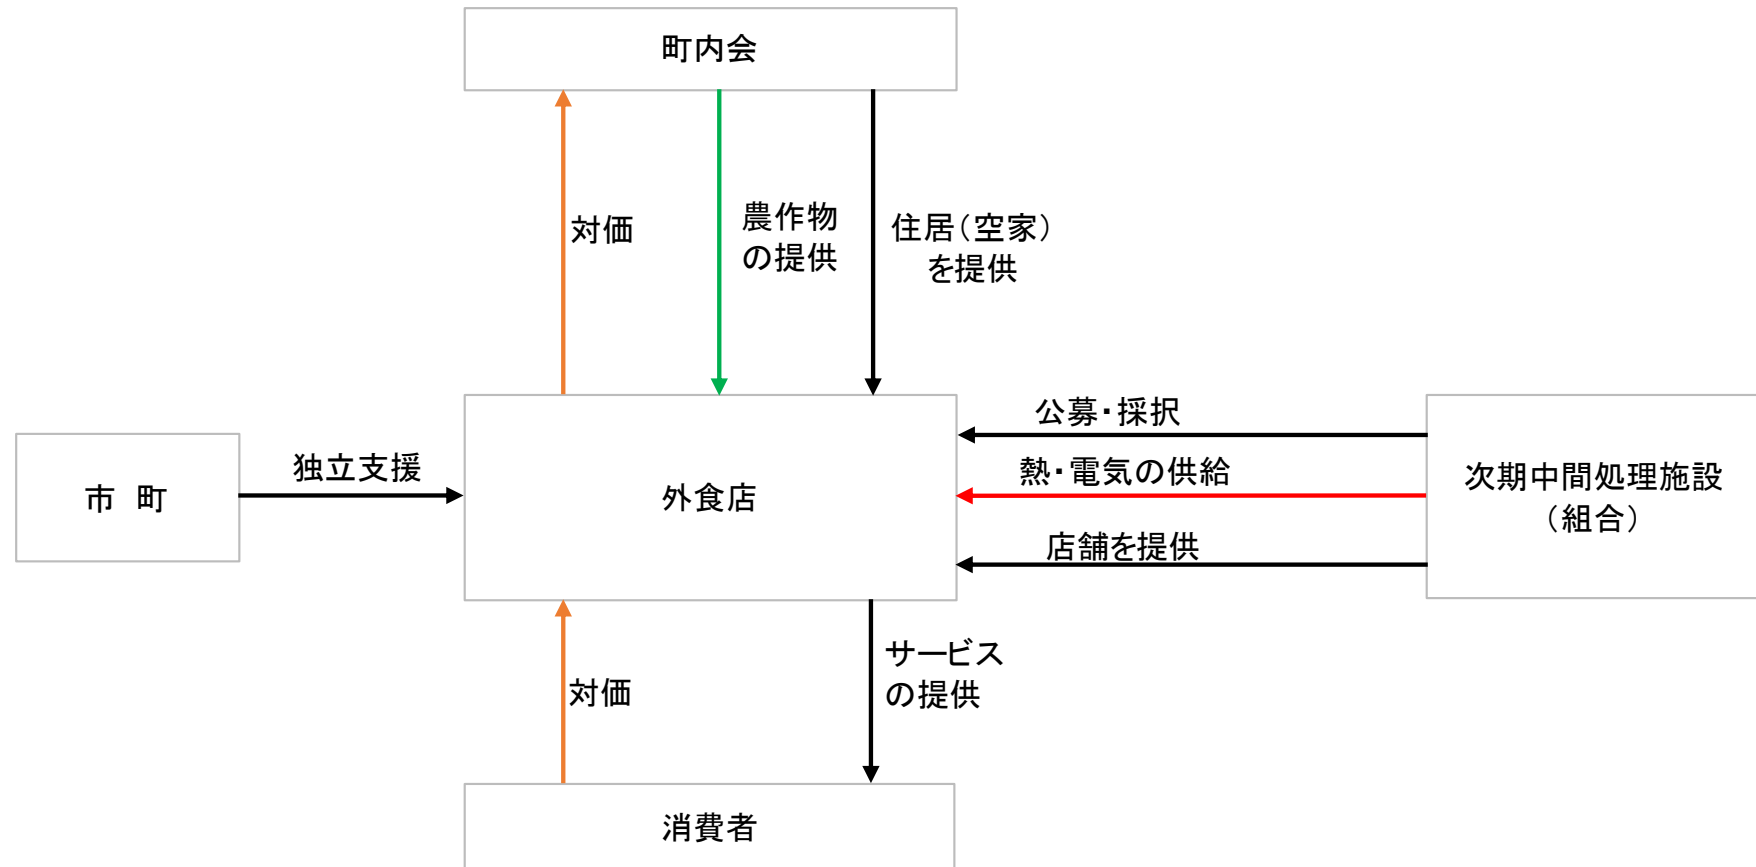 町内会
対価
農作物
の提供
住居（空家）
を提供
公募・採択
市　町
独立支援
外食店
熱・電気の供給
次期中間処理施設
（組合）
店舗を提供
対価
サービス
の提供
消費者